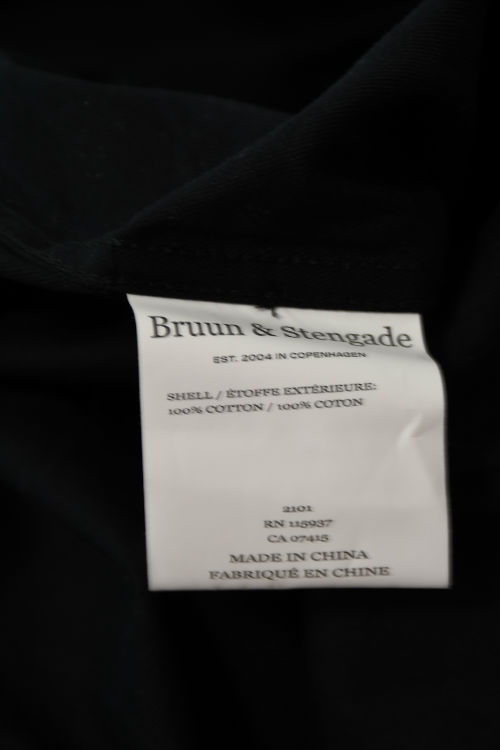 Bruun & Stengade
EST. 2004 IN COPENHAGEN
SHELL / ÉTOFFE EXTÉRIEURE:
100% COTTON / 100% COTON
2101
RN 115937
CA 07415
MADE IN CHINA
FABRIQUÉ EN CHINE